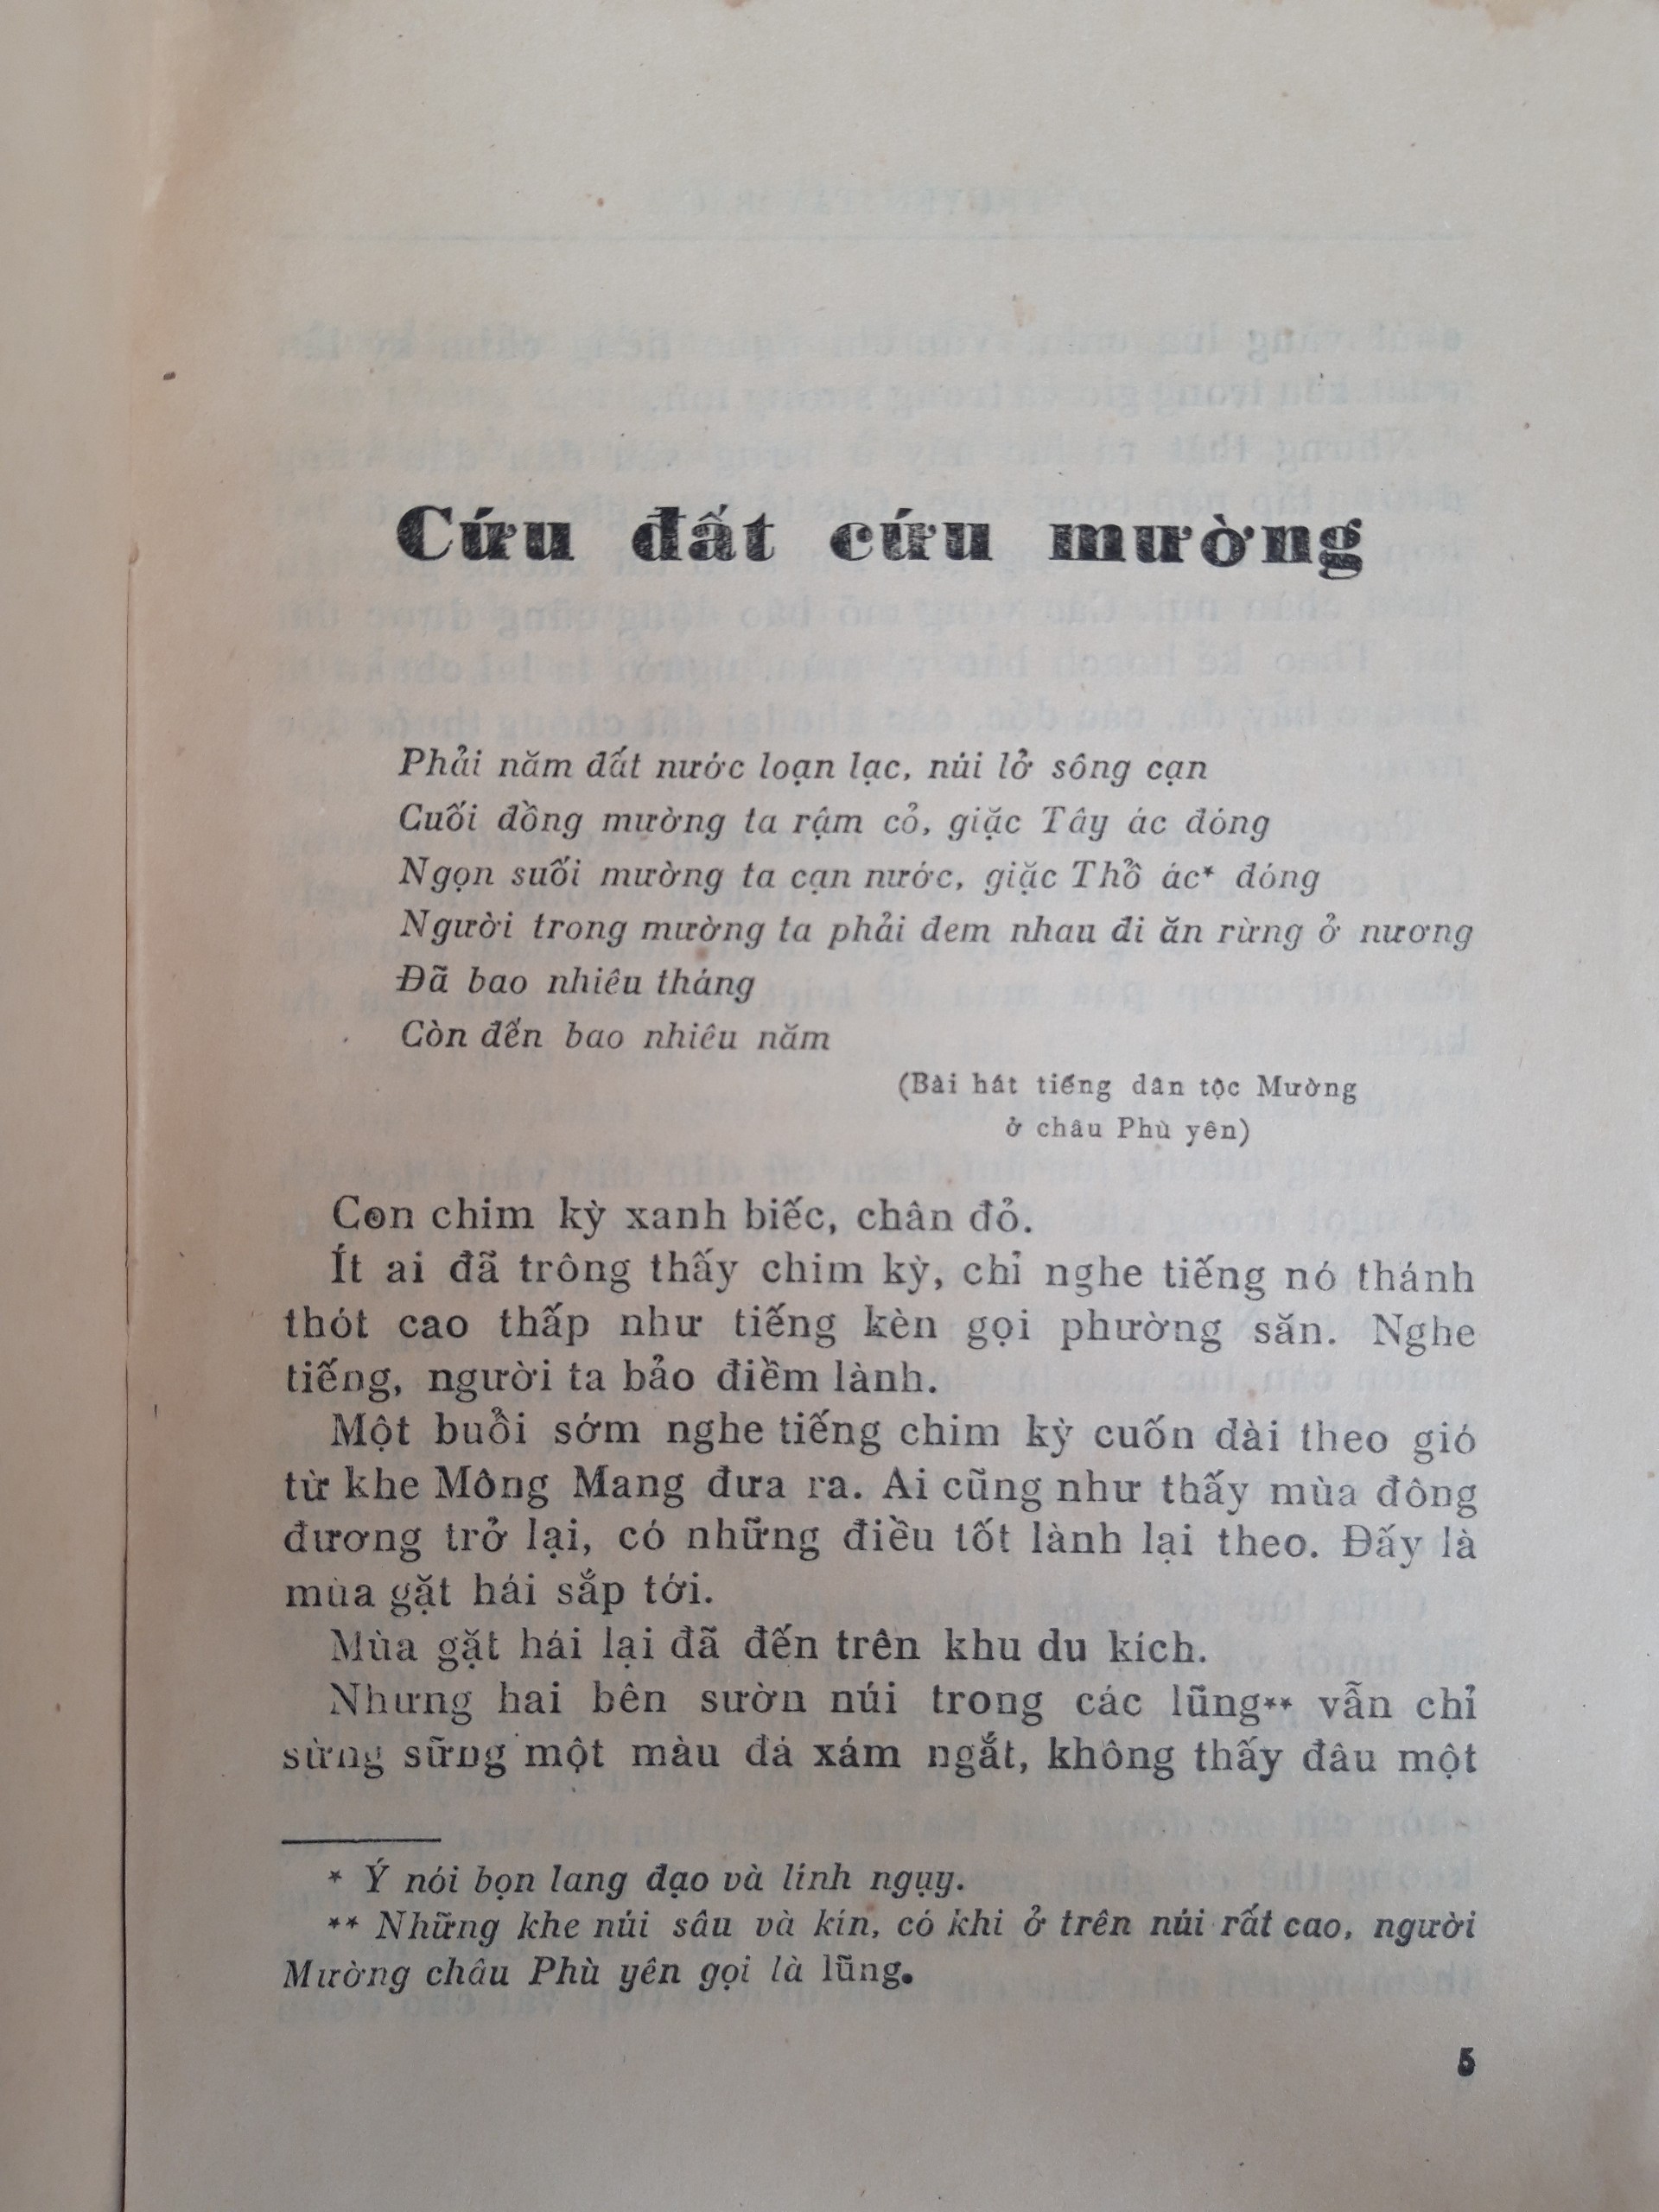 Cứu đất cứu mường
Phải năm đất nước loạn lạc, núi lở sông cạn
Cuối đồng mường ta rậm cỏ, giặc Tây ác đóng
Ngọn suối mường ta cạn nước, giặc Thổ ác* đóng
Người trong mường ta phải đem nhau đi ăn rừng ở nương
Đã bao nhiêu tháng
Còn đến bao nhiêu năm
(Bài hát tiếng dân tộc Mường
ở châu Phù yên)
Con chim kỳ xanh biếc, chân đỏ.
Ít ai đã trông thấy chim kỳ, chỉ nghe tiếng nó thánh
thót cao thấp như tiếng kèn gọi phường săn. Nghe
tiếng, người ta bảo điềm lành.
Một buổi sớm nghe tiếng chim kỳ cuốn dài theo gió
từ khe Mông Mang đưa ra. Ai cũng như thấy mùa đông
đương trở lại, có những điều tốt lành lại theo. Đấy là
mùa gặt hái sắp tới.
Mùa gặt hái lại đã đến trên khu du kích.
Nhưng hai bên sườn núi trong các lũng** vẫn chỉ
sừng sững một màu đá xám ngắt, không thấy đâu một
* Ý nói bọn lang đạo và lính ngụy.
** Những khe núi sâu và kín, có khi ở trên núi rất cao, người
Mường châu Phù yên gọi là lũng.
5